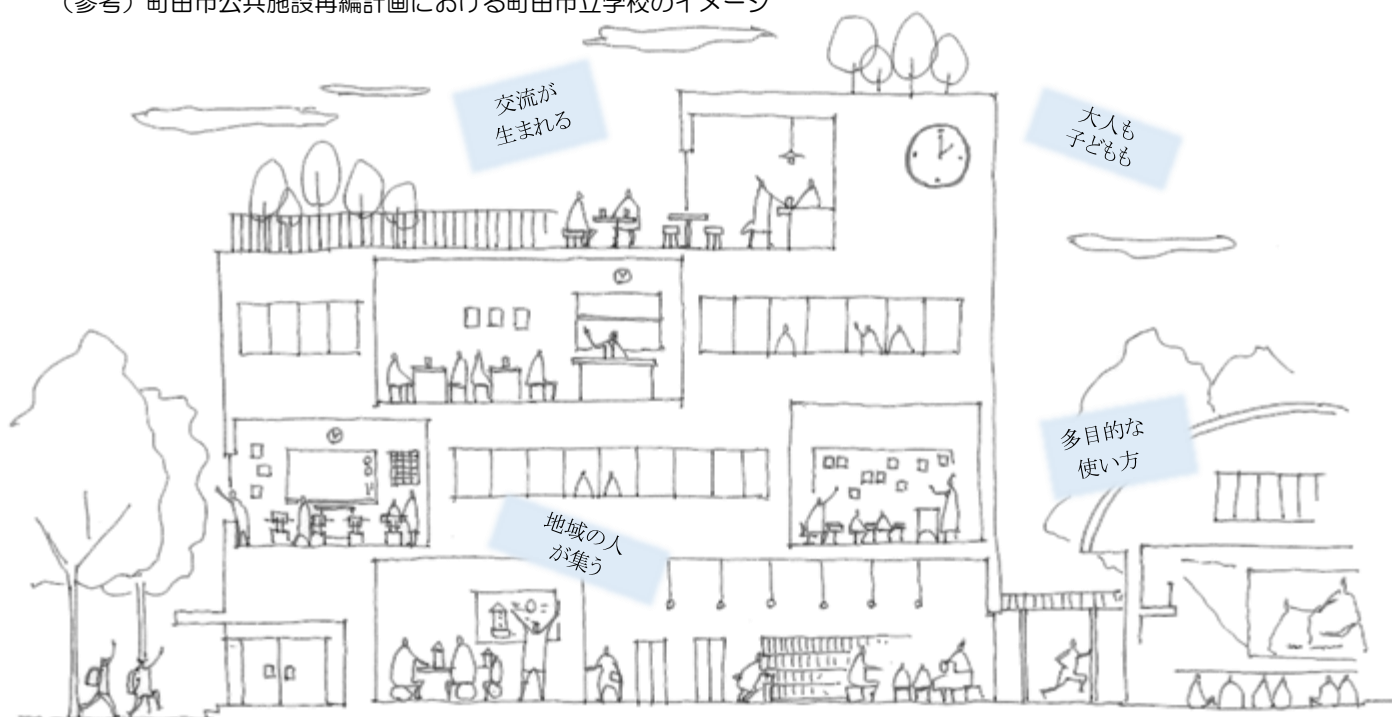 （参考）町田市公共施設再編計画における町田市立学校のイメージ
交流が
生まれる
大人も
子どもも
多目的な
使い方
地域の人
が集う